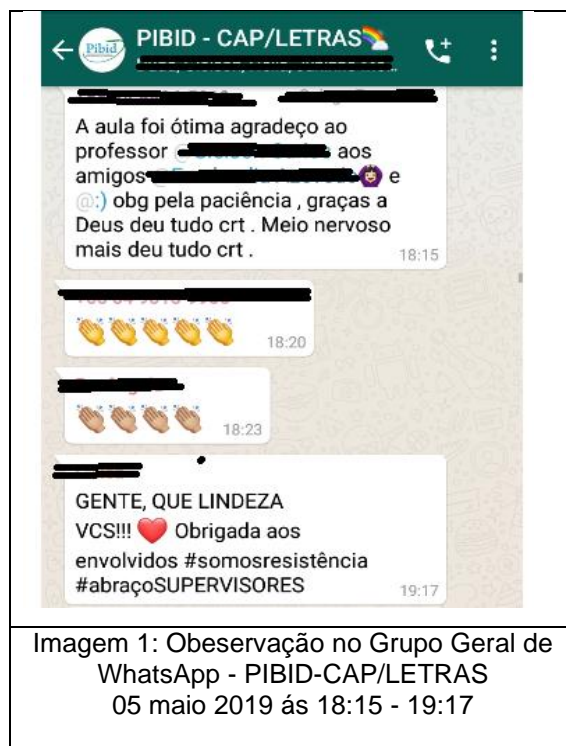 Pibid
PIBID - CAP/LETRAS🌈
A aula foi ótima agradeço ao
professor aos
amigos 🙆🏿‍♀️ e
@:) obg pela paciência , graças a
Deus deu tudo crt . Meio nervoso
mais deu tudo crt .
18:15
👏👏👏👏👏
18:20
👏🏽👏🏽👏🏽👏🏽
18:23
GENTE, QUE LINDEZA
VCS!!! ❤️ Obrigada aos
envolvidos #somosresistência
#abraçoSUPERVISORES
19:17
Imagem 1: Obeservação no Grupo Geral de
WhatsApp - PIBID-CAP/LETRAS
05 maio 2019 ás 18:15 - 19:17